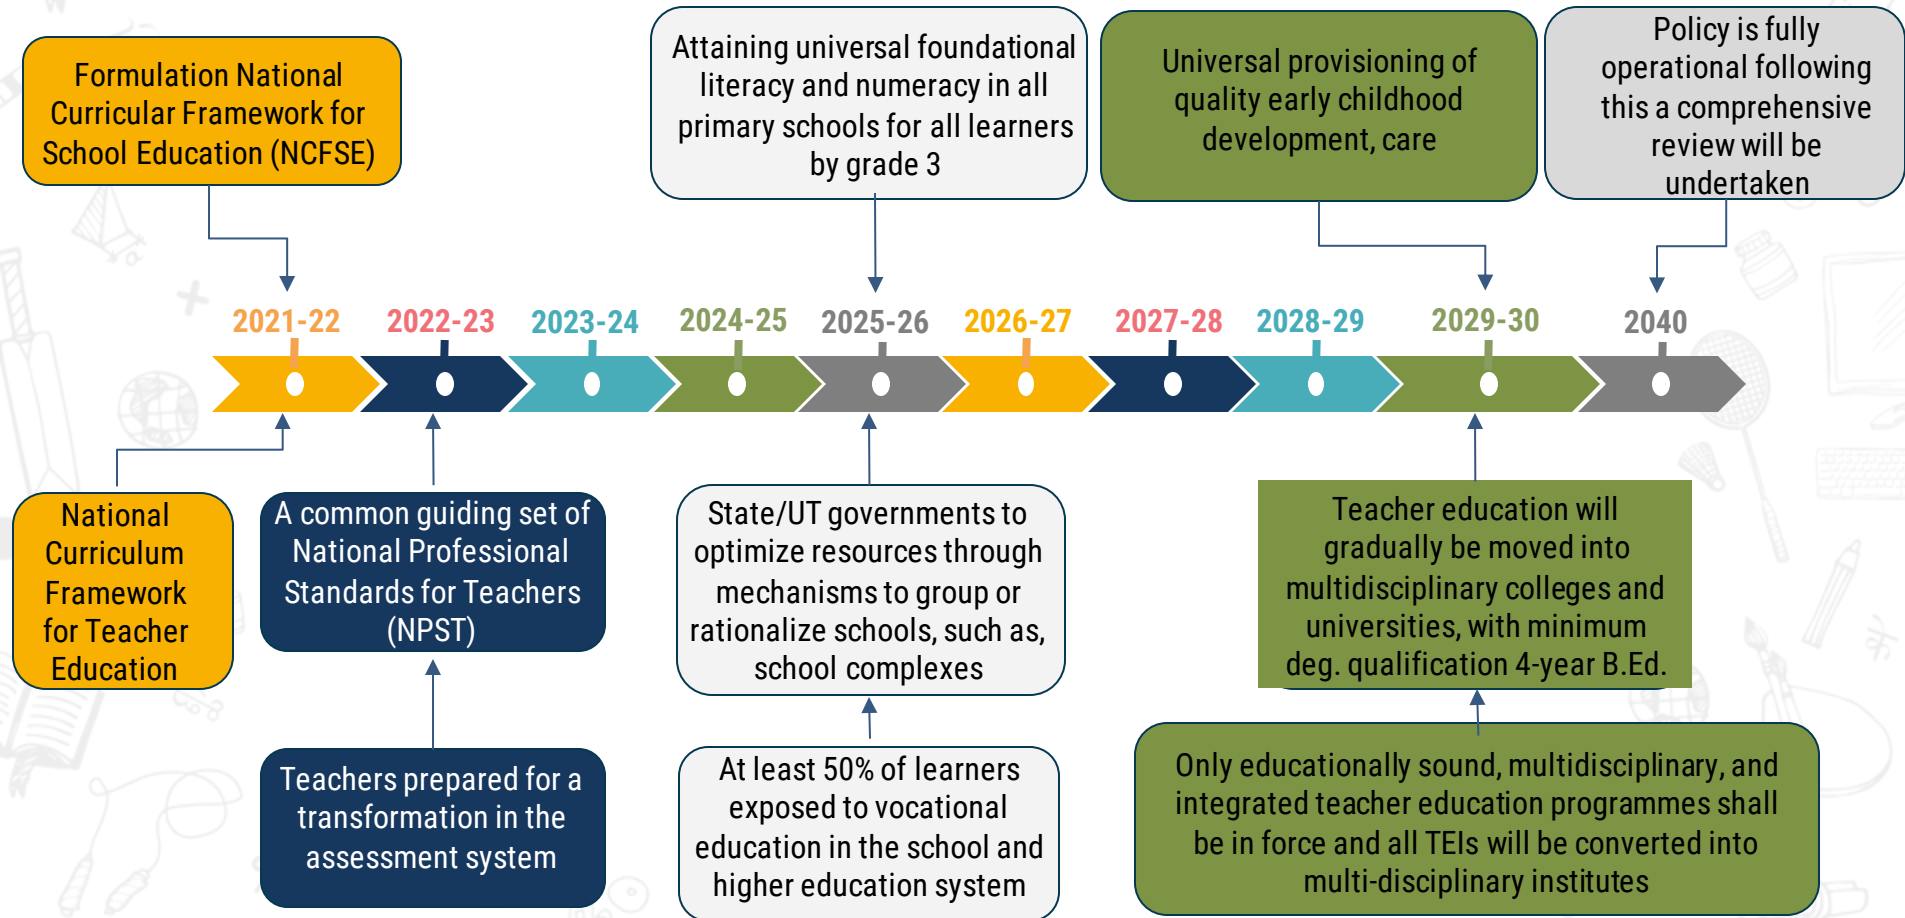 Formulation National
Curricular Framework for
School Education (NCFSE)
Attaining universal foundational
literacy and numeracy in all
primary schools for all learners
by grade 3
Universal provisioning of
quality early childhood
development, care
Policy is fully
operational following
this a comprehensive
review will be
undertaken
2021-22
2022-23
2023-24
2024-25
2025-26
2026-27
2027-28
2028-29
2029-30
2040
National
Curriculum
Framework
for Teacher
Education
A common guiding set of
National Professional
Standards for Teachers
(NPST)
State/UT governments to
optimize resources through
mechanisms to group or
rationalize schools, such as,
school complexes
Teacher education will
gradually be moved into
multidisciplinary colleges and
universities, with minimum
deg. qualification 4-year B.Ed.
Teachers prepared for a
transformation in the
assessment system
At least 50% of learners
exposed to vocational
education in the school and
higher education system
Only educationally sound, multidisciplinary, and
integrated teacher education programmes shall
be in force and all TEIs will be converted into
multi-disciplinary institutes